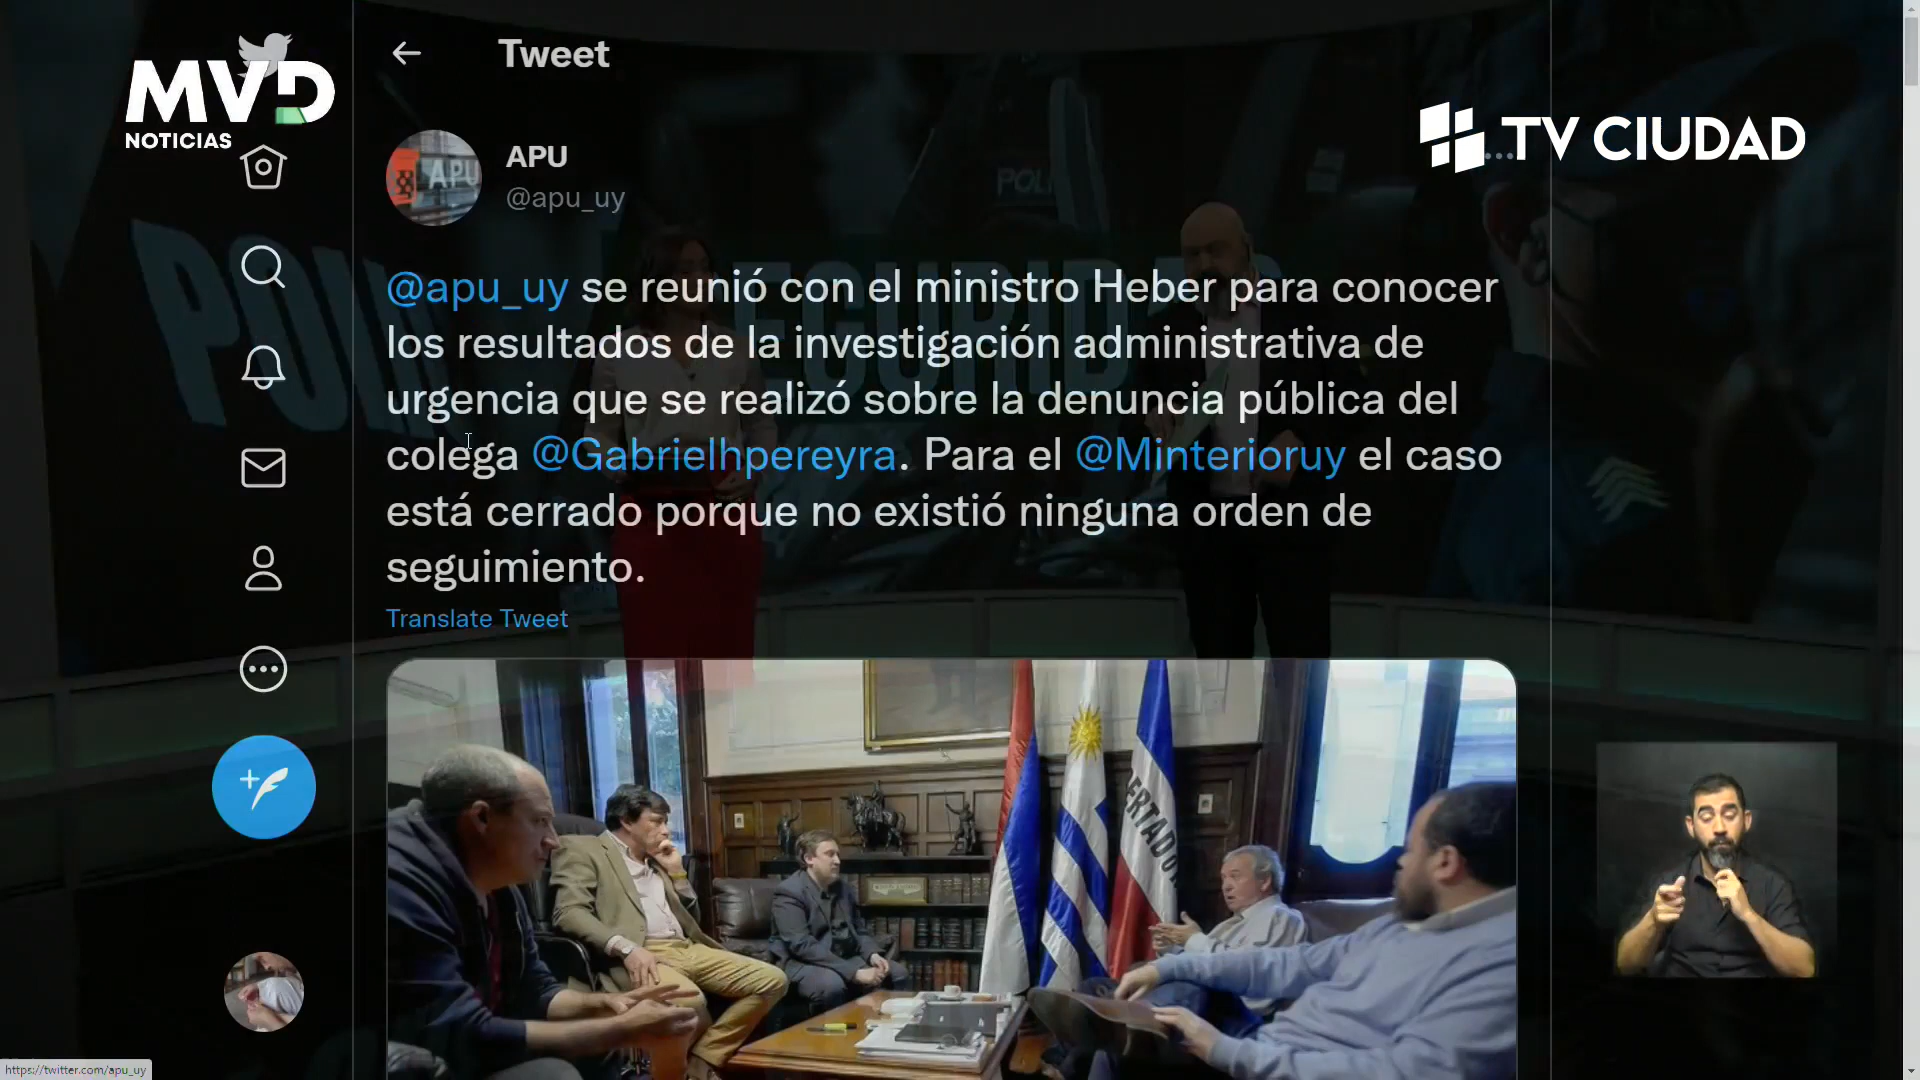 Tweet
MVD
NOTICIAS
TV CIUDAD
APU
@apu_uy
@apu_uy se reunió con el ministro Heber para conocer
los resultados de la investigación administrativa de
urgencia que se realizó sobre la denuncia pública del
colega @Gabrielhpereyra. Para el @Minterioruy el caso
está cerrado porque no existió ninguna orden de
seguimiento.
Translate Tweet
https://twitter.com/apu_uy